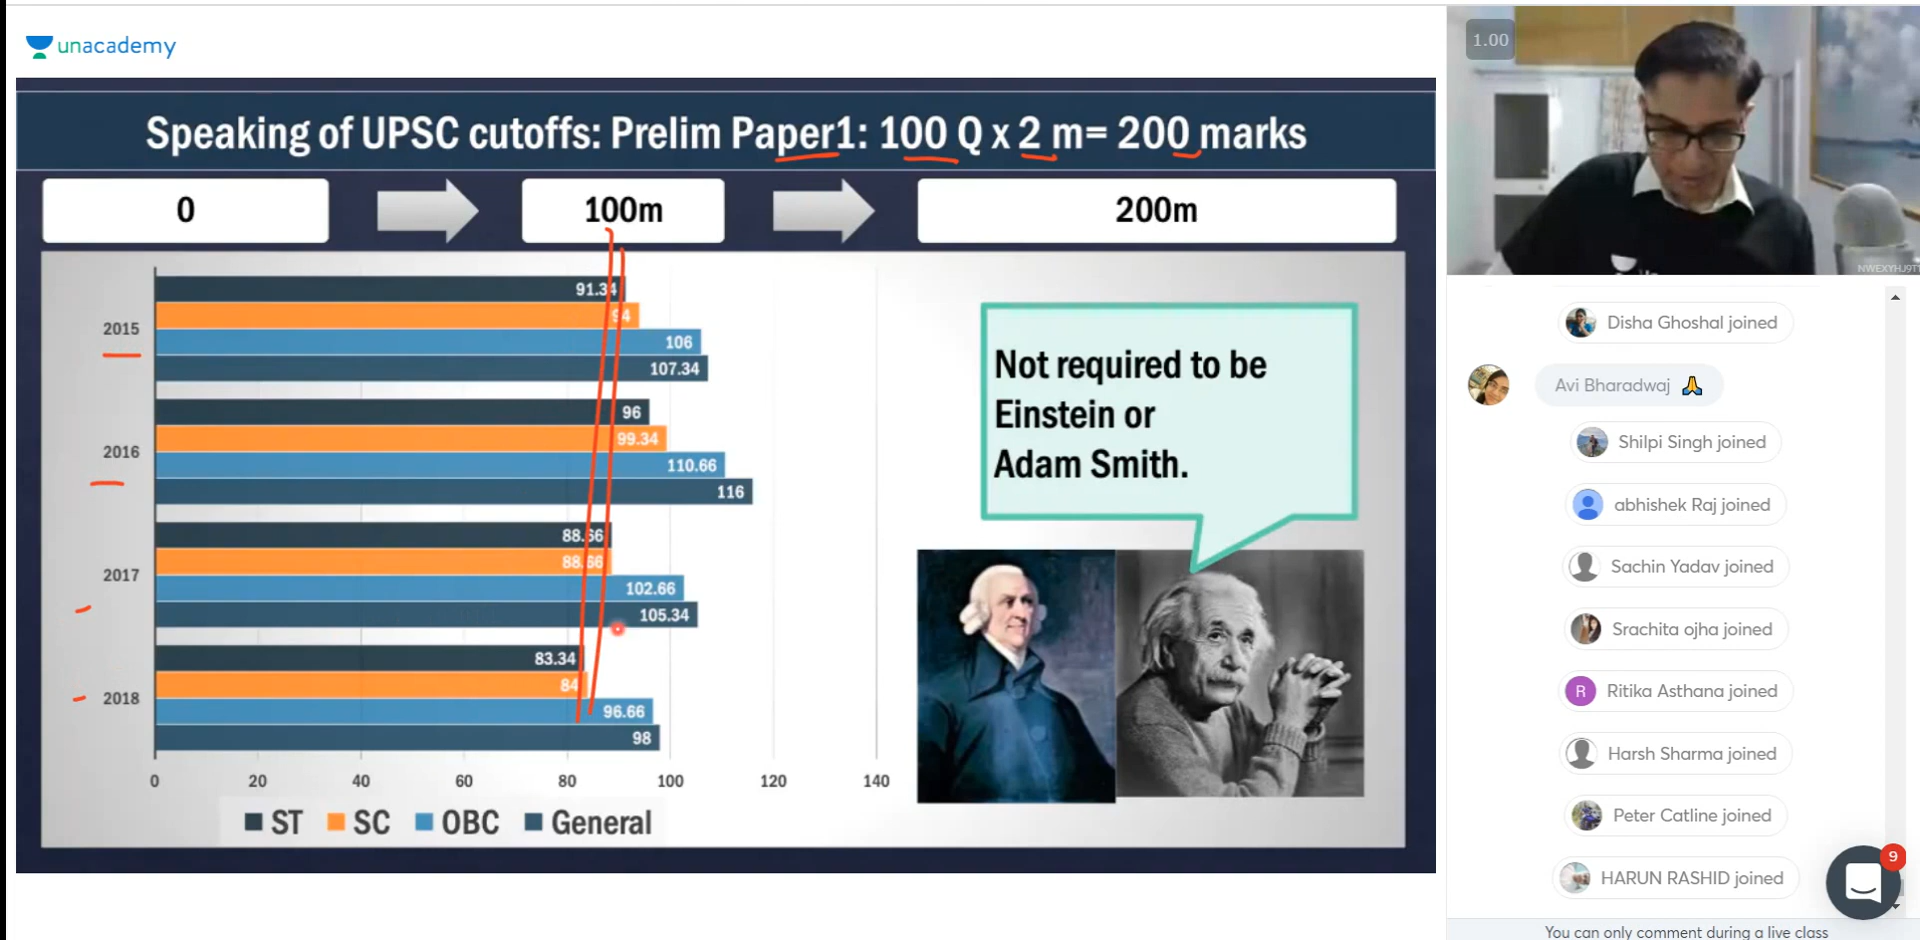 unacademy
Speaking of UPSC cutoffs: Prelim Paper1: 100 Q x 2 m= 200 marks
0
100m
200m
2015
91.34
94
106
107.34
2016
96
99.34
110.66
116
2017
88.66
88.66
102.66
105.34
2018
83.34
84
96.66
98
0 20 40 60 80 100 120 140
ST SC OBC General
Not required to be
Einstein or
Adam Smith.
1.00
NWEXYHJ9T
Disha Ghoshal joined
Avi Bharadwaj 🙏
Shilpi Singh joined
abhishek Raj joined
Sachin Yadav joined
Srachita ojha joined
R Ritika Asthana joined
Harsh Sharma joined
Peter Catline joined
HARUN RASHID joined
9
You can only comment during a live class